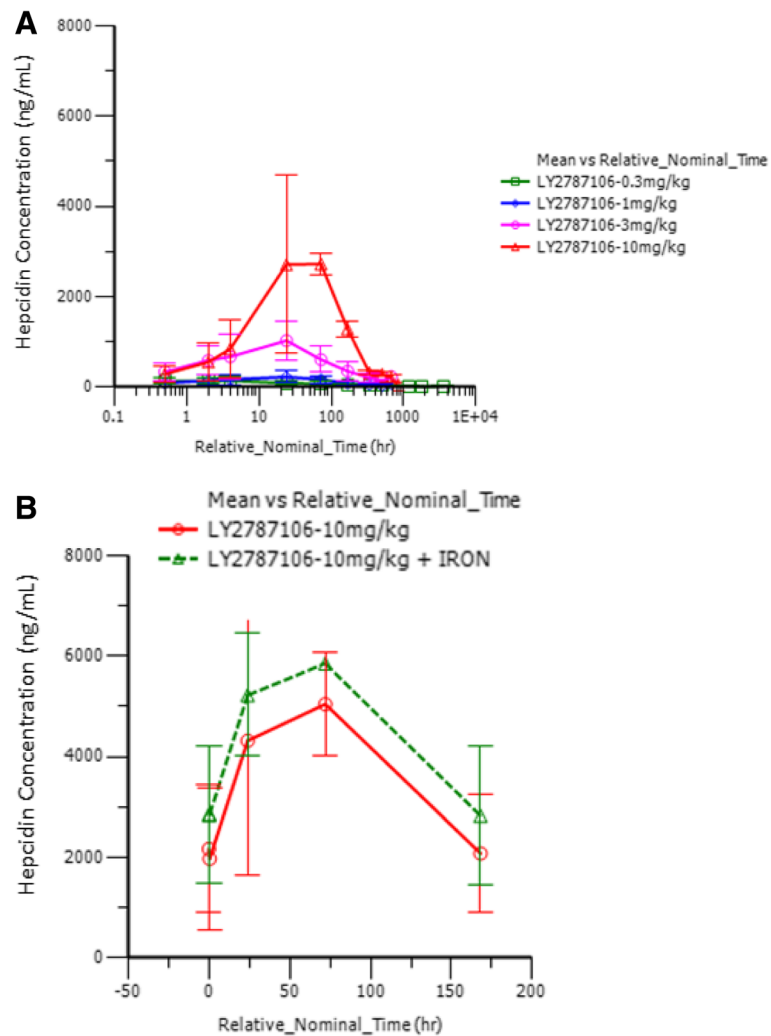 A
Hepcidin Concentration (ng/mL)
8000
6000
4000
2000
0
0.1 1 10 100 1000 1E+04
Relative_Nominal_Time (hr)
Mean vs Relative_Nominal_Time
LY2787106-0.3mg/kg
LY2787106-1mg/kg
LY2787106-3mg/kg
LY2787106-10mg/kg
B
Mean vs Relative_Nominal_Time
LY2787106-10mg/kg
LY2787106-10mg/kg + IRON
Hepcidin Concentration (ng/mL)
8000
6000
4000
2000
0
-50 0 50 100 150 200
Relative_Nominal_Time (hr)